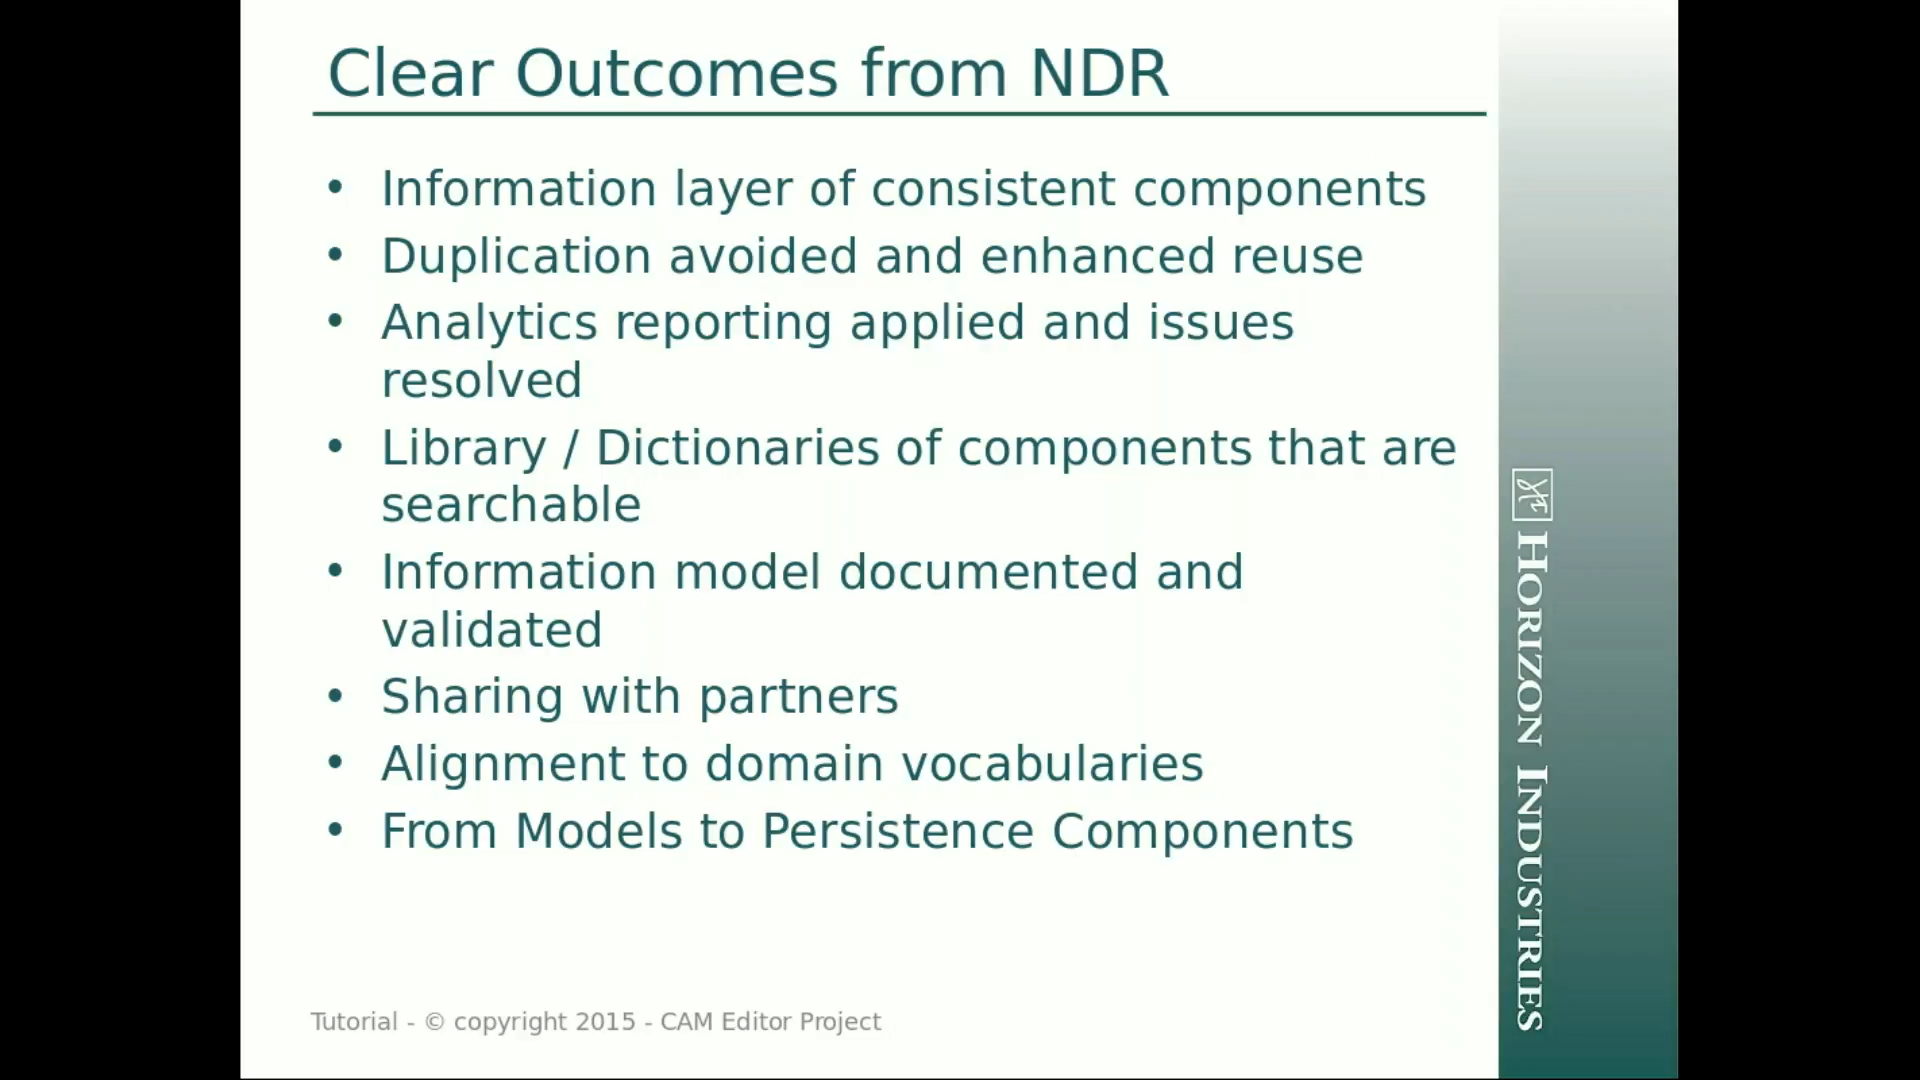 Clear Outcomes from NDR
• Information layer of consistent components
• Duplication avoided and enhanced reuse
• Analytics reporting applied and issues
resolved
• Library / Dictionaries of components that are
searchable
• Information model documented and
validated
• Sharing with partners
• Alignment to domain vocabularies
• From Models to Persistence Components
Tutorial - © copyright 2015 - CAM Editor Project
HORIZON INDUSTRIES